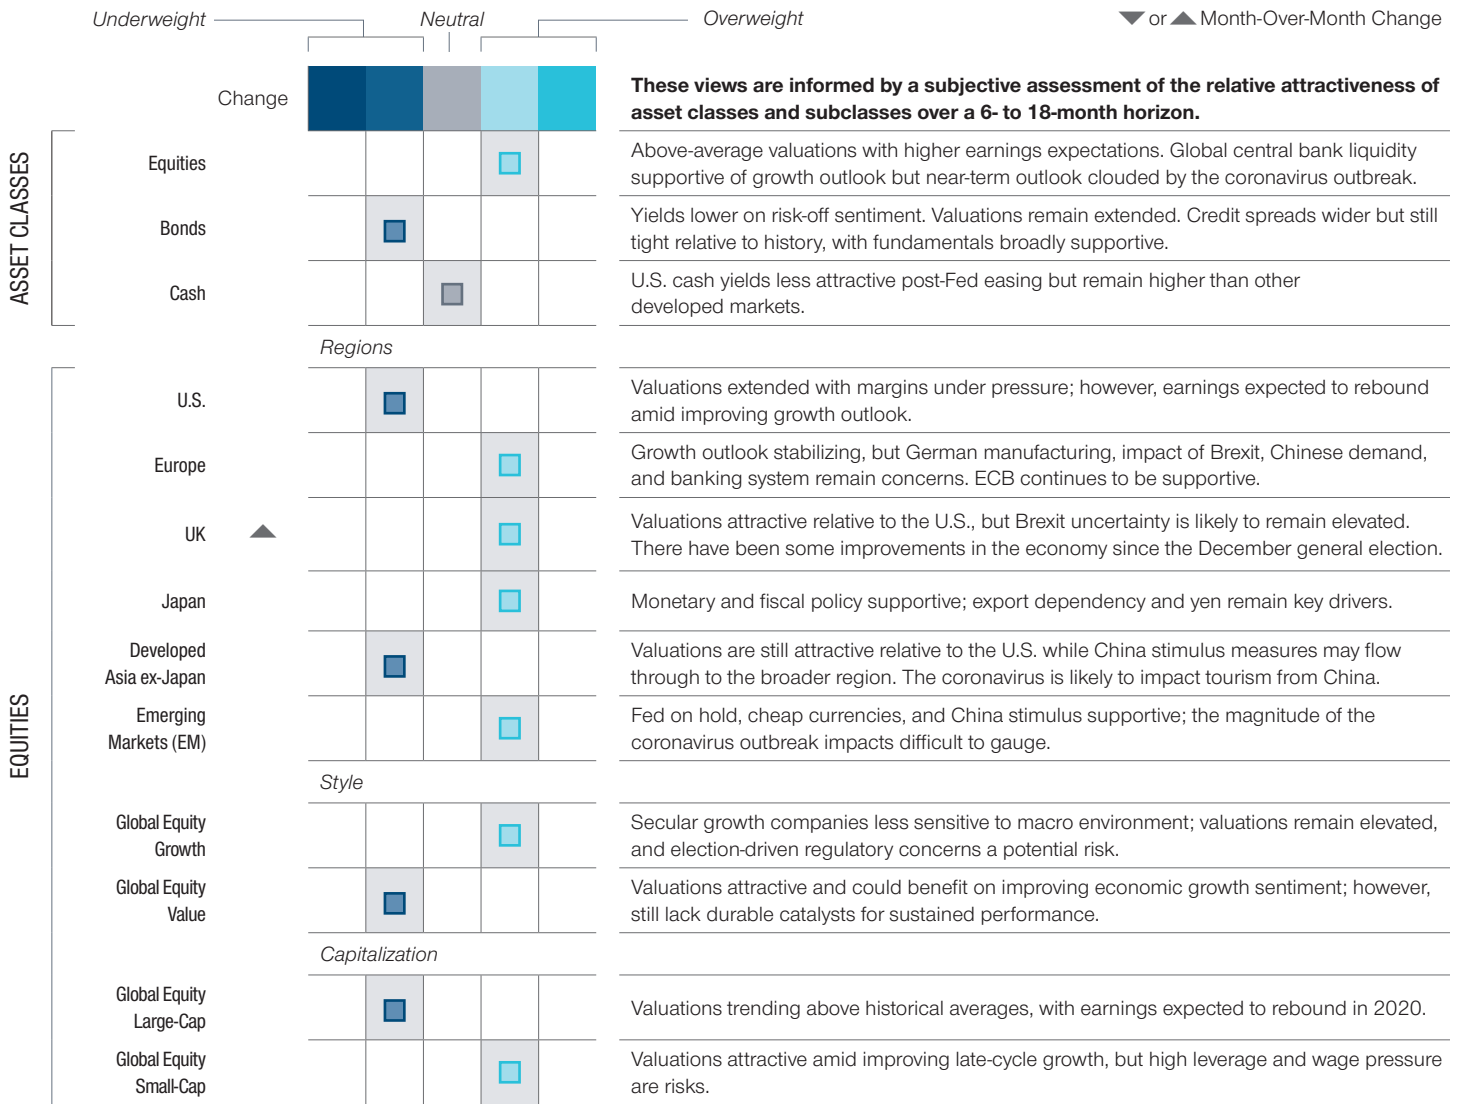 Underweight
Neutral
Overweight
or
Month-Over-Month Change
Change
These views are informed by a subjective assessment of the relative attractiveness of
asset classes and subclasses over a 6- to 18-month horizon.
ASSET CLASSES
Equities
Above-average valuations with higher earnings expectations. Global central bank liquidity
supportive of growth outlook but near-term outlook clouded by the coronavirus outbreak.
Bonds
Yields lower on risk-off sentiment. Valuations remain extended. Credit spreads wider but still
tight relative to history, with fundamentals broadly supportive.
Cash
U.S. cash yields less attractive post-Fed easing but remain higher than other
developed markets.
EQUITIES
Regions
U.S.
Valuations extended with margins under pressure; however, earnings expected to rebound
amid improving growth outlook.
Europe
Growth outlook stabilizing, but German manufacturing, impact of Brexit, Chinese demand,
and banking system remain concerns. ECB continues to be supportive.
UK
Valuations attractive relative to the U.S., but Brexit uncertainty is likely to remain elevated.
There have been some improvements in the economy since the December general election.
Japan
Monetary and fiscal policy supportive; export dependency and yen remain key drivers.
Developed
Asia ex-Japan
Valuations are still attractive relative to the U.S. while China stimulus measures may flow
through to the broader region. The coronavirus is likely to impact tourism from China.
Emerging
Markets (EM)
Fed on hold, cheap currencies, and China stimulus supportive; the magnitude of the
coronavirus outbreak impacts difficult to gauge.
Style
Global Equity
Growth
Secular growth companies less sensitive to macro environment; valuations remain elevated,
and election-driven regulatory concerns a potential risk.
Global Equity
Value
Valuations attractive and could benefit on improving economic growth sentiment; however,
still lack durable catalysts for sustained performance.
Capitalization
Global Equity
Large-Cap
Valuations trending above historical averages, with earnings expected to rebound in 2020.
Global Equity
Small-Cap
Valuations attractive amid improving late-cycle growth, but high leverage and wage pressure
are risks.